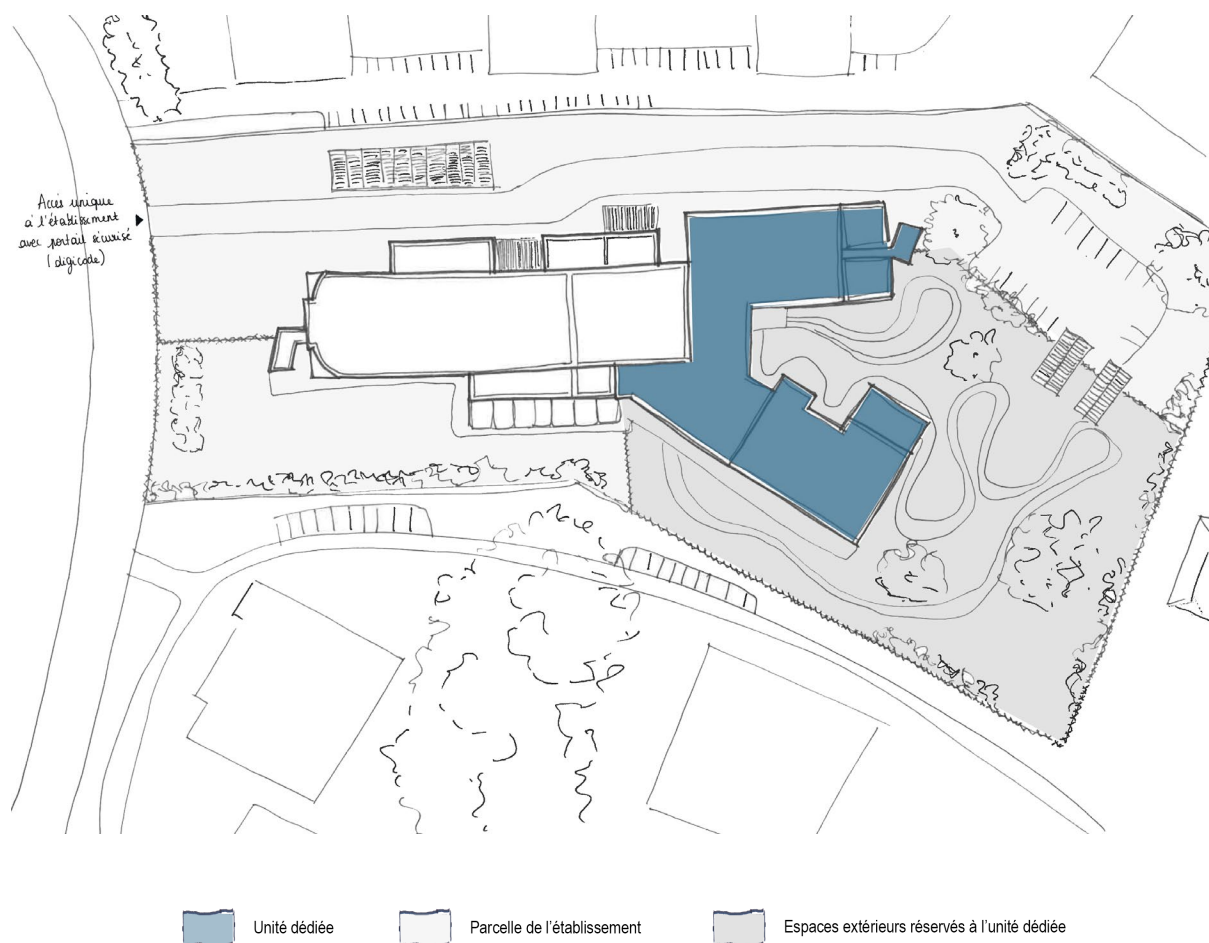 Accès unique
à l'établissement
avec portail sécurisé
(digicode)
Unité dédiée
Parcelle de l'établissement
Espaces extérieurs réservés à l'unité dédiée